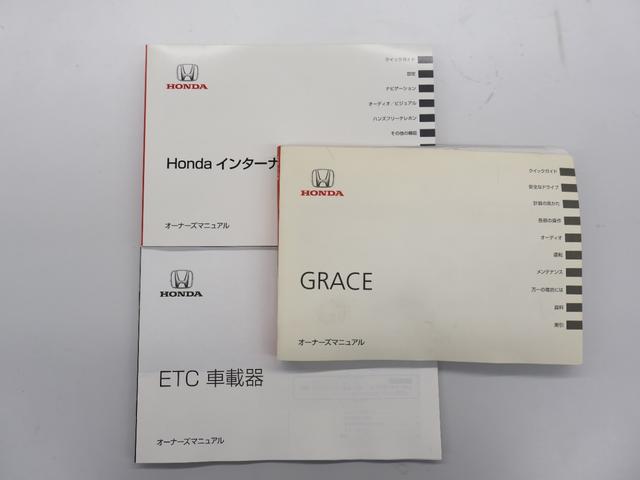 HONDA
クイックガイド
設定
ナビゲーション
オーディオ/ビジュアル
ハンズフリーテレホン
その他の機能
Honda インターナ
オーナーズマニュアル
HONDA
クイックガイド
安全なドライブ
計器の見かた
各部の操作
オーディオ
運転
メンテナンス
万一の場合には
資料
索引
GRACE
オーナーズマニュアル
HONDA
ETC 車載器
オーナーズマニュアル